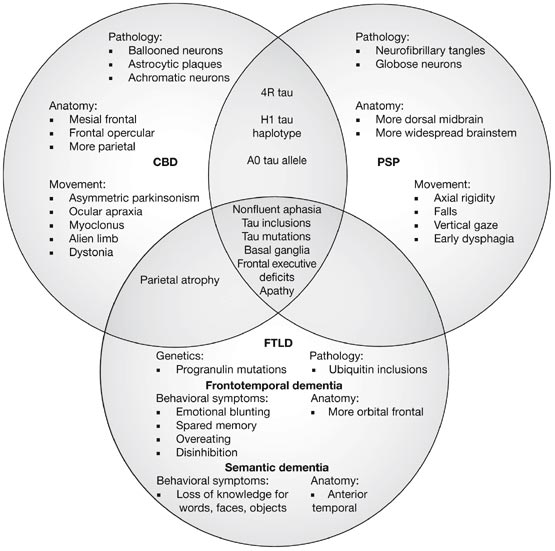 Pathology:
▪ Ballooned neurons
▪ Astrocytic plaques
▪ Achromatic neurons
Anatomy:
▪ Mesial frontal
▪ Frontal opercular
▪ More parietal
CBD
Movement:
▪ Asymmetric parkinsonism
▪ Ocular apraxia
▪ Myoclonus
▪ Alien limb
▪ Dystonia
4R tau
H1 tau
haplotype
A0 tau allele
Pathology:
▪ Neurofibrillary tangles
▪ Globose neurons
Anatomy:
▪ More dorsal midbrain
▪ More widespread brainstem
PSP
Movement:
▪ Axial rigidity
▪ Falls
▪ Vertical gaze
▪ Early dysphagia
Nonfluent aphasia
Tau inclusions
Tau mutations
Basal ganglia
Frontal executive
deficits
Apathy
Parietal atrophy
FTLD
Genetics:
▪ Progranulin mutations
Pathology:
▪ Ubiquitin inclusions
Frontotemporal dementia
Behavioral symptoms:
▪ Emotional blunting
▪ Spared memory
▪ Overeating
▪ Disinhibition
Anatomy:
▪ More orbital frontal
Semantic dementia
Behavioral symptoms:
▪ Loss of knowledge for
words, faces, objects
Anatomy:
▪ Anterior
temporal